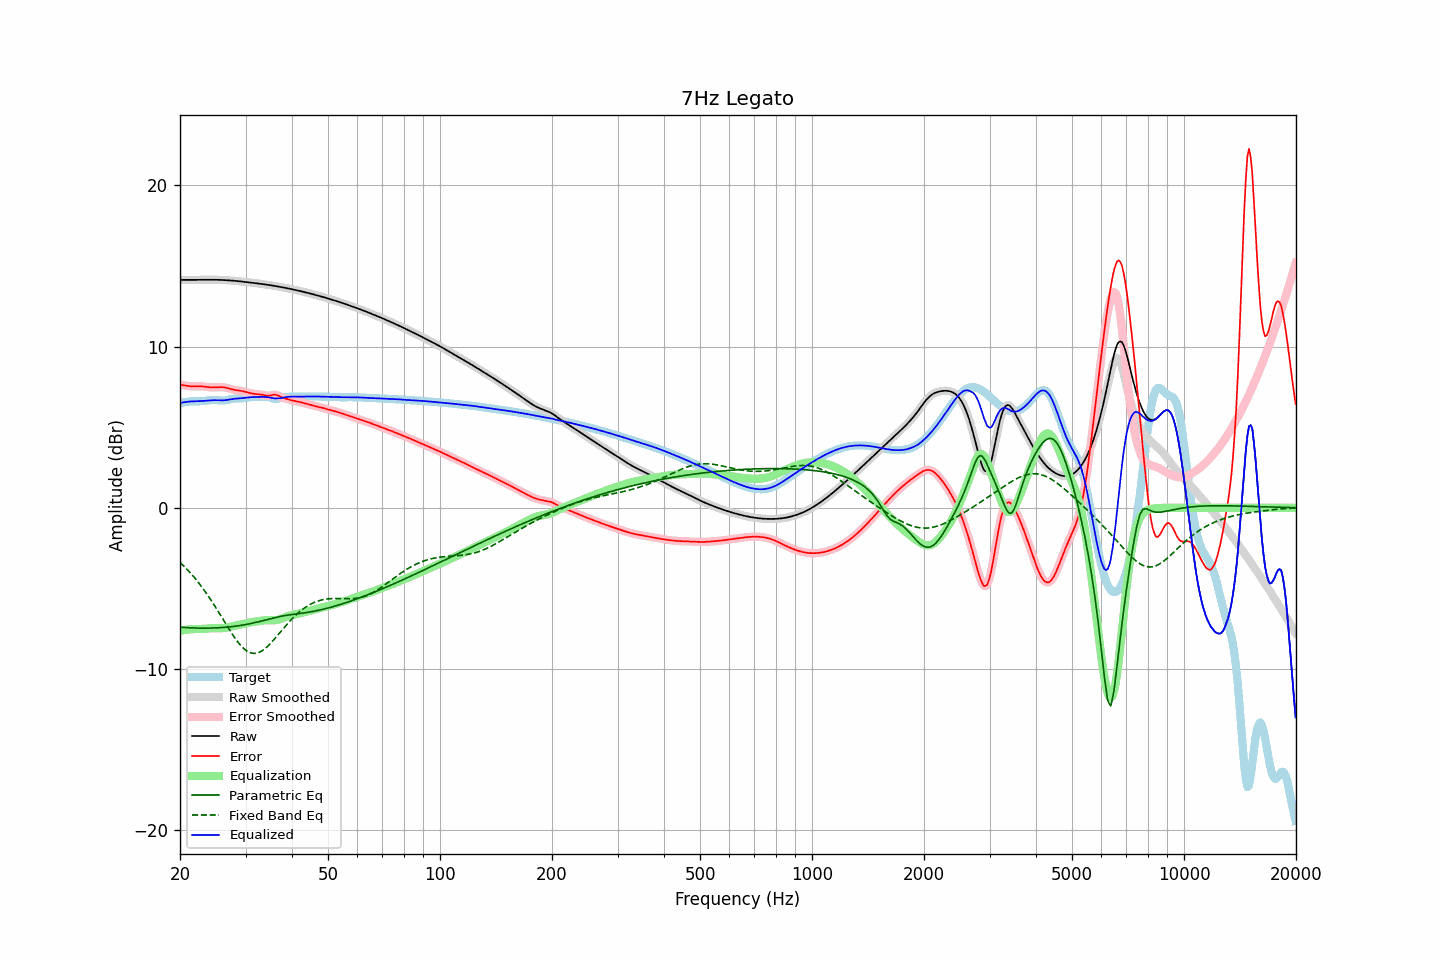 7Hz Legato
Amplitude (dBr)
20
10
0
−10
−20
Target
Raw Smoothed
Error Smoothed
Raw
Error
Equalization
Parametric Eq
Fixed Band Eq
Equalized
20 50 100 200 500 1000 2000 5000 10000 20000
Frequency (Hz)